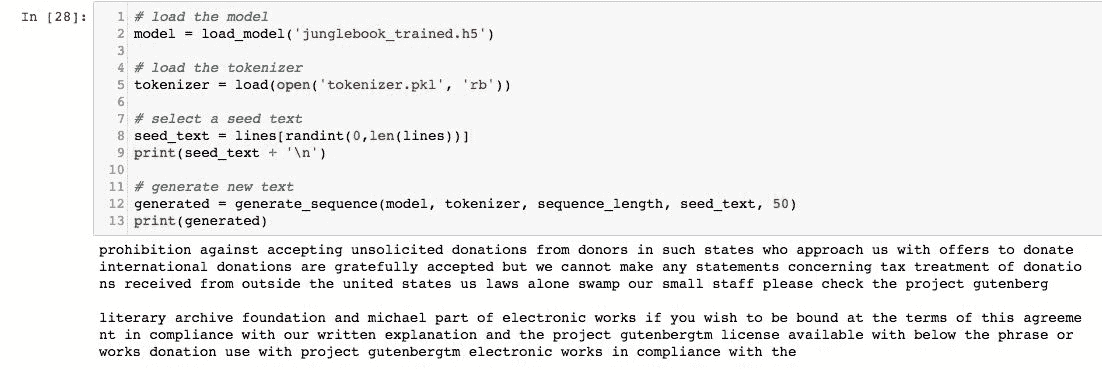 In [28]:
1 # load the model
2 model = load_model('junglebook_trained.h5')
3
4 # load the tokenizer
5 tokenizer = load(open('tokenizer.pkl', 'rb'))
6
7 # select a seed text
8 seed_text = lines[randint(0,len(lines))]
9 print(seed_text + '\n')
10
11 # generate new text
12 generated = generate_sequence(model, tokenizer, sequence_length, seed_text, 50)
13 print(generated)
prohibition against accepting unsolicited donations from donors in such states who approach us with offers to donate
international donations are gratefully accepted but we cannot make any statements concerning tax treatment of donatio
ns received from outside the united states us laws alone swamp our small staff please check the project gutenberg
literary archive foundation and michael part of electronic works if you wish to be bound at the terms of this agreeme
nt in compliance with our written explanation and the project gutenbergtm license available with below the phrase or
works donation use with project gutenbergtm electronic works in compliance with the